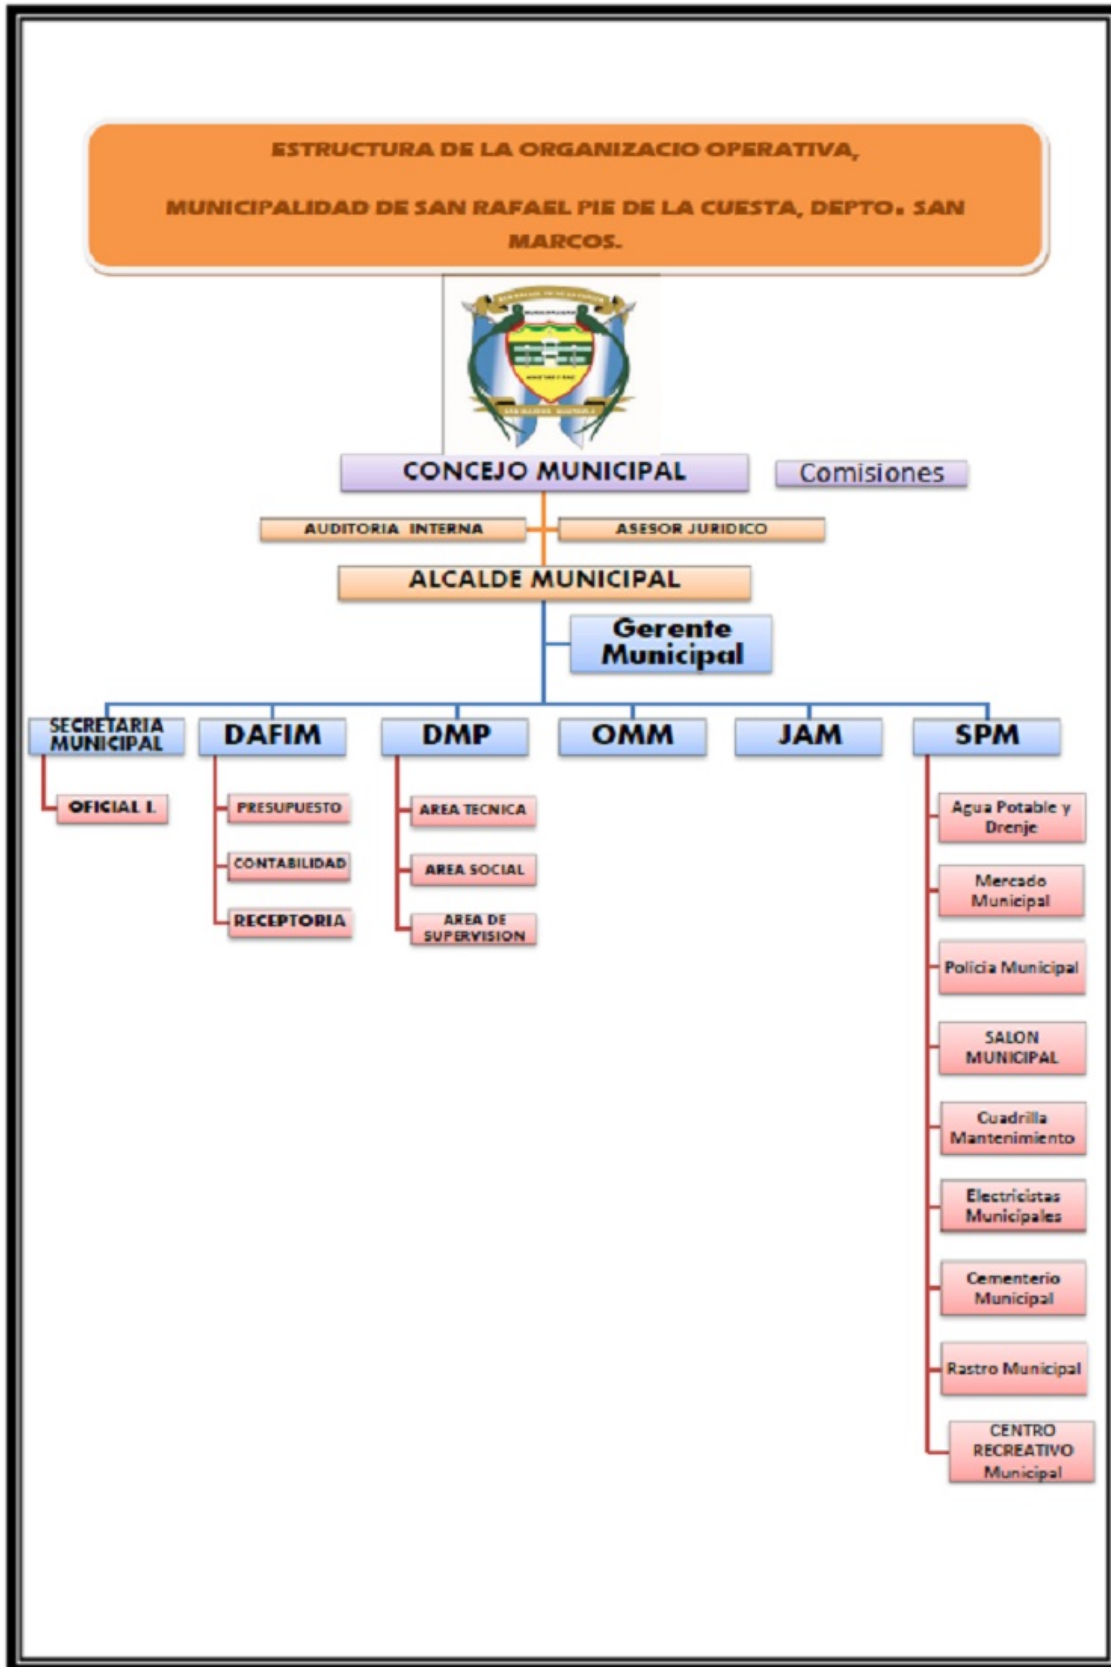 ESTRUCTURA DE LA ORGANIZACIO OPERATIVA,
MUNICIPALIDAD DE SAN RAFAEL PIE DE LA CUESTA, DEPTO. SAN
MARCOS.
CONCEJO MUNICIPAL
Comisiones
AUDITORIA INTERNA
ASESOR JURIDICO
ALCALDE MUNICIPAL
Gerente
Municipal
SECRETARIA
MUNICIPAL
DAFIM
DMP
OMM
JAM
SPM
OFICIAL I.
PRESUPUESTO
CONTABILIDAD
RECEPTORIA
AREA TECNICA
AREA SOCIAL
AREA DE
SUPERVISION
Agua Potable y
Drenje
Mercado
Municipal
Policia Municipal
SALON
MUNICIPAL
Cuadrilla
Mantenimiento
Electricistas
Municipales
Cementerio
Municipal
Rastro Municipal
CENTRO
RECREATIVO
Municipal